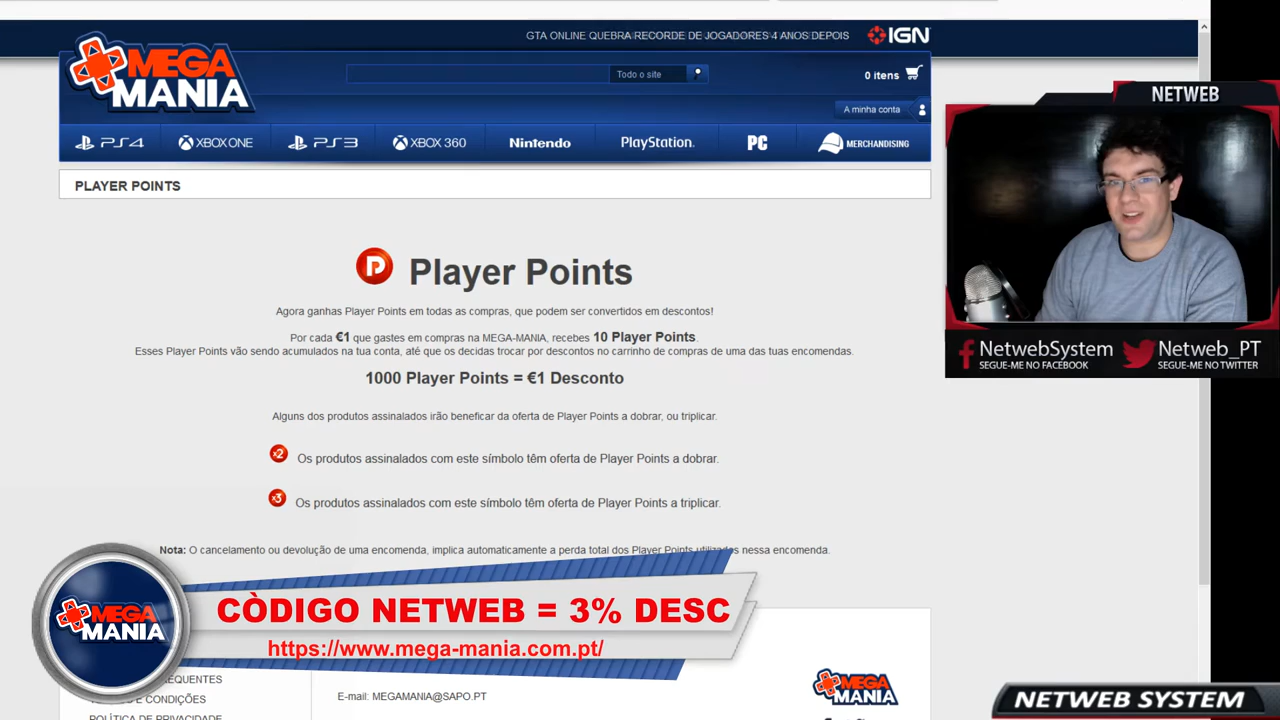 GTA ONLINE QUEBRA RECORDE DE JOGADORES 4 ANOS DEPOIS
IGN
MEGA
MANIA
Todo o site
0 itens
A minha conta
PS4
XBOX ONE
PS3
XBOX 360
Nintendo
PlayStation.
PC
MERCHANDISING
PLAYER POINTS
NETWEB
NetwebSystem
SEGUE-ME NO FACEBOOK
Netweb_PT
SEGUE-ME NO TWITTER
Player Points
Agora ganhas Player Points em todas as compras, que podem ser convertidos em descontos!
Por cada €1 que gastes em compras na MEGA-MANIA, recebes 10 Player Points.
Esses Player Points vão sendo acumulados na tua conta, até que os decidas trocar por descontos no carrinho de compras de uma das tuas encomendas.
1000 Player Points = €1 Desconto
Alguns dos produtos assinalados irão beneficar da oferta de Player Points a dobrar, ou triplicar.
x2 Os produtos assinalados com este símbolo têm oferta de Player Points a dobrar.
x3 Os produtos assinalados com este símbolo têm oferta de Player Points a triplicar.
Nota: O cancelamento ou devolução de uma encomenda, implica automaticamente a perda total dos Player Points utilizados nessa encomenda.
MEGA
MANIA
CÒDIGO NETWEB = 3% DESC
https://www.mega-mania.com.pt/
E CONDIÇÕES
POLÍTICA DE PRIVACIDADE
E-mail: MEGAMANIA@SAPO.PT
MEGA
MANIA
NETWEB SYSTEM